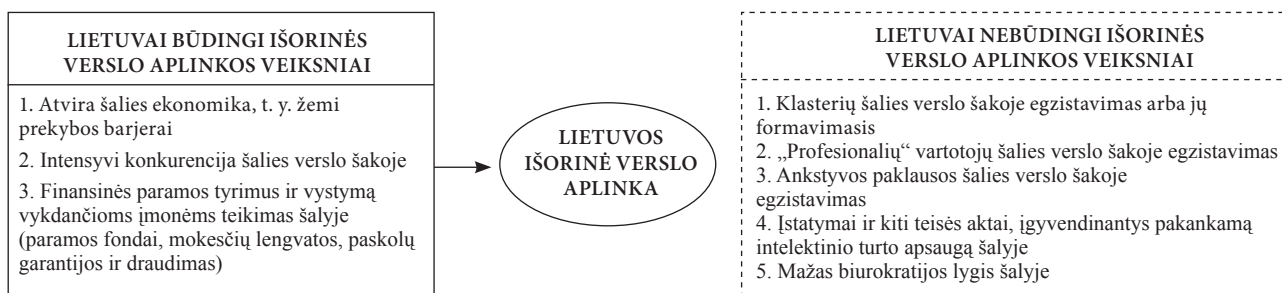 LIETUVAI BŪDINGI IŠORINĖS
VERSLO APLINKOS VEIKSNIAI
1. Atvira šalies ekonomika, t. y. žemi
prekybos barjerai
2. Intensyvi konkurencija šalies verslo šakoje
3. Finansinės paramos tyrimus ir vystymą
vykdančioms įmonėms teikimas šalyje
(paramos fondai, mokesčių lengvatos, paskolų
garantijos ir draudimas)
LIETUVOS
IŠORINĖ VERSLO
APLINKA
LIETUVAI NEBŪDINGI IŠORINĖS
VERSLO APLINKOS VEIKSNIAI
1. Klasterių šalies verslo šakoje egzistavimas arba jų
formavimasis
2. „Profesionalių“ vartotojų šalies verslo šakoje egzistavimas
3. Ankstyvos paklausos šalies verslo šakoje
egzistavimas
4. Įstatymai ir kiti teisės aktai, įgyvendinantys pakankamą
intelektinio turto apsaugą šalyje
5. Mažas biurokratijos lygis šalyje